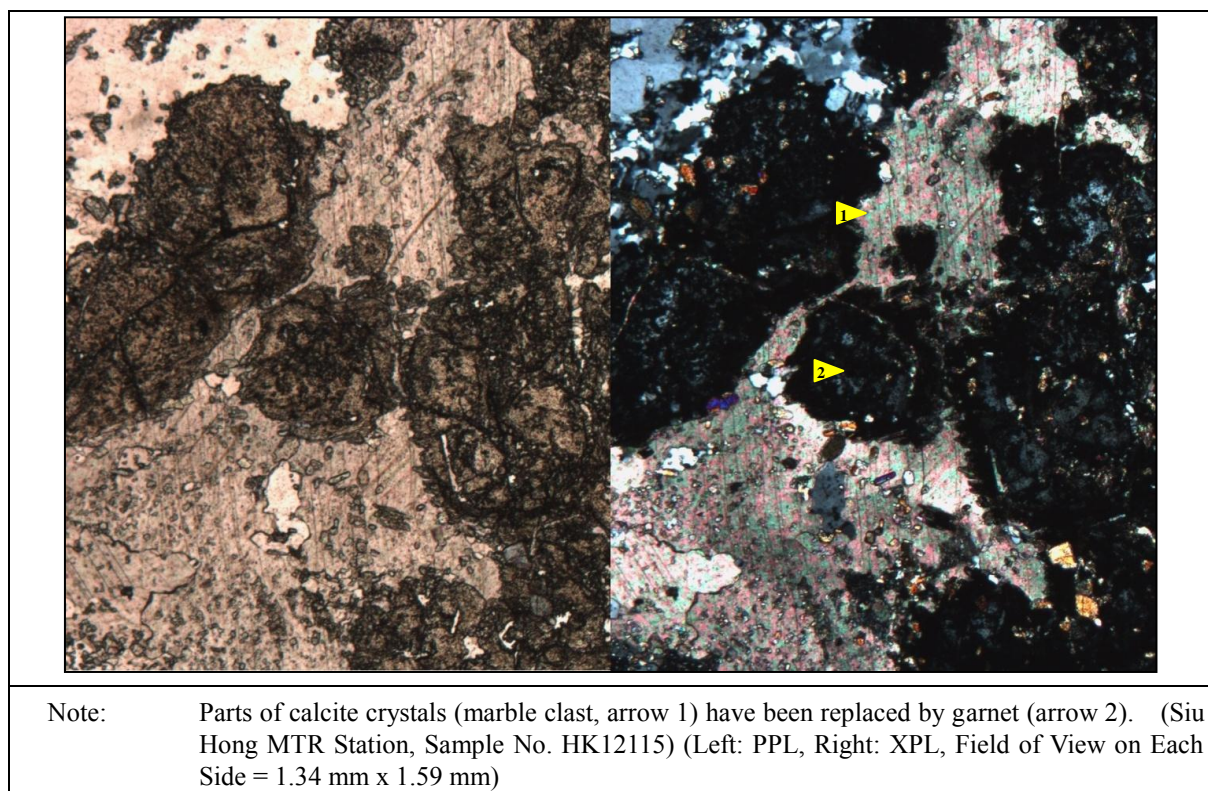 1
2
Note: Parts of calcite crystals (marble clast, arrow 1) have been replaced by garnet (arrow 2). (Siu
Hong MTR Station, Sample No. HK12115) (Left: PPL, Right: XPL, Field of View on Each
Side = 1.34 mm x 1.59 mm)